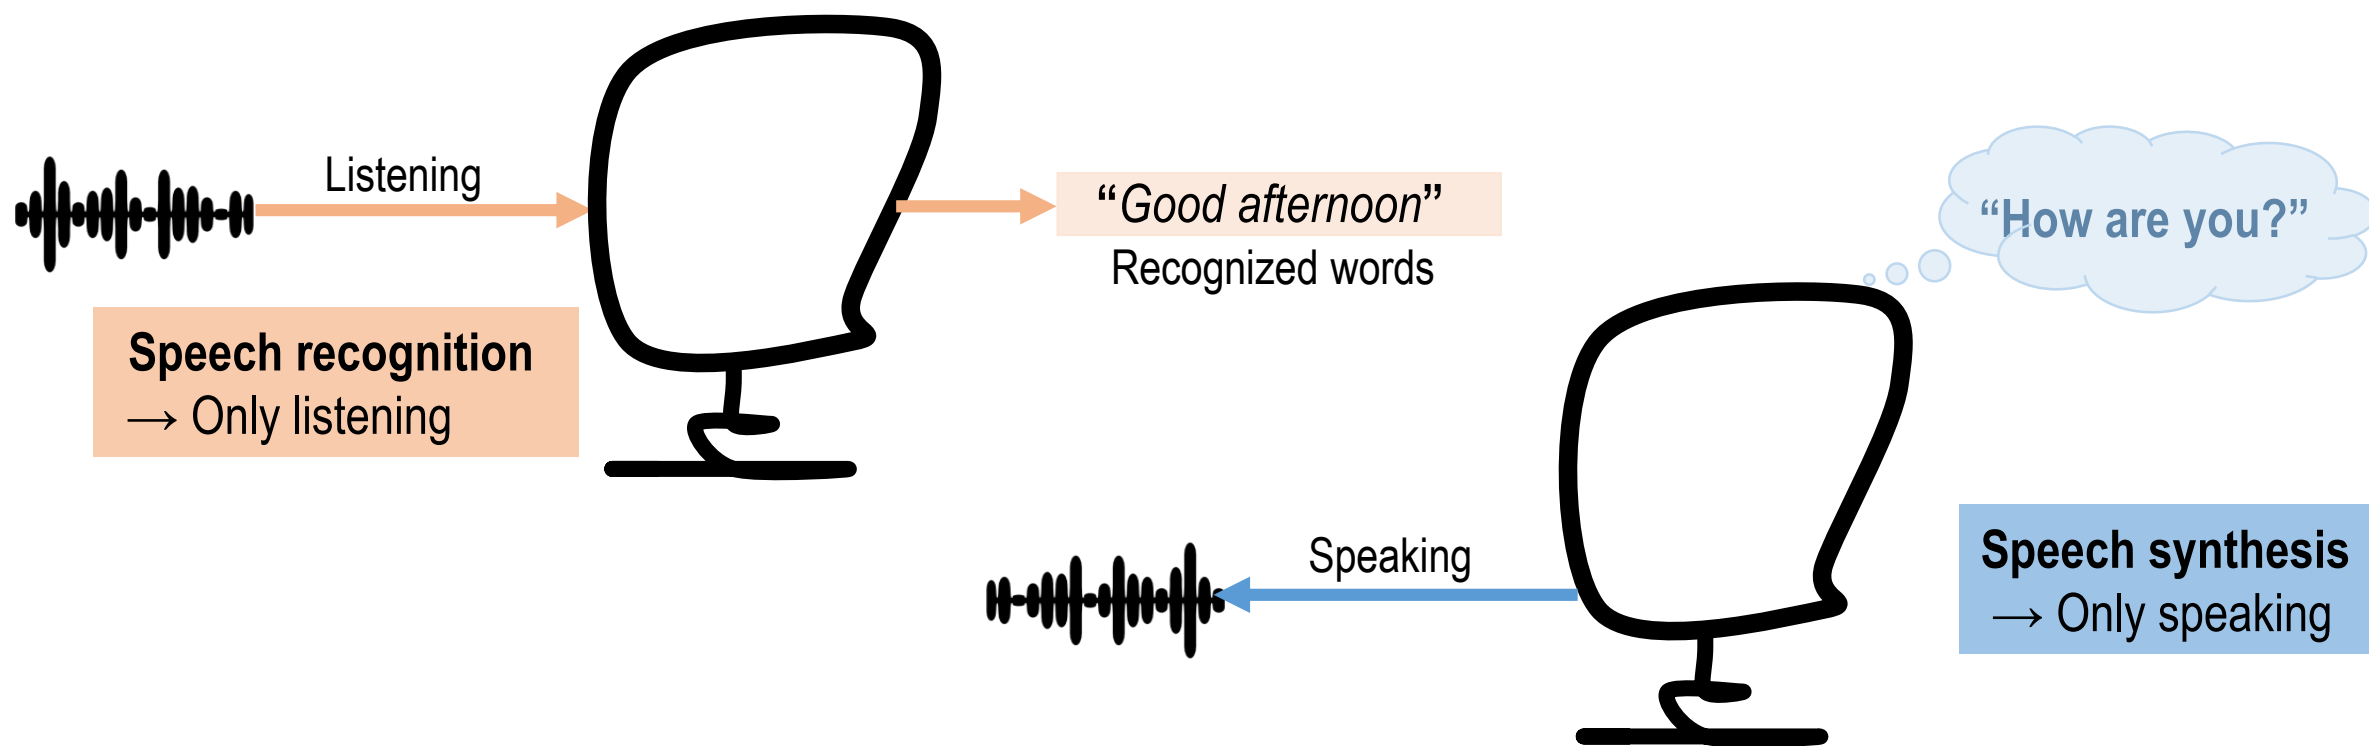 Listening
“Good afternoon”
Recognized words
Speech recognition
→ Only listening
“How are you?”
Speaking
Speech synthesis
→ Only speaking